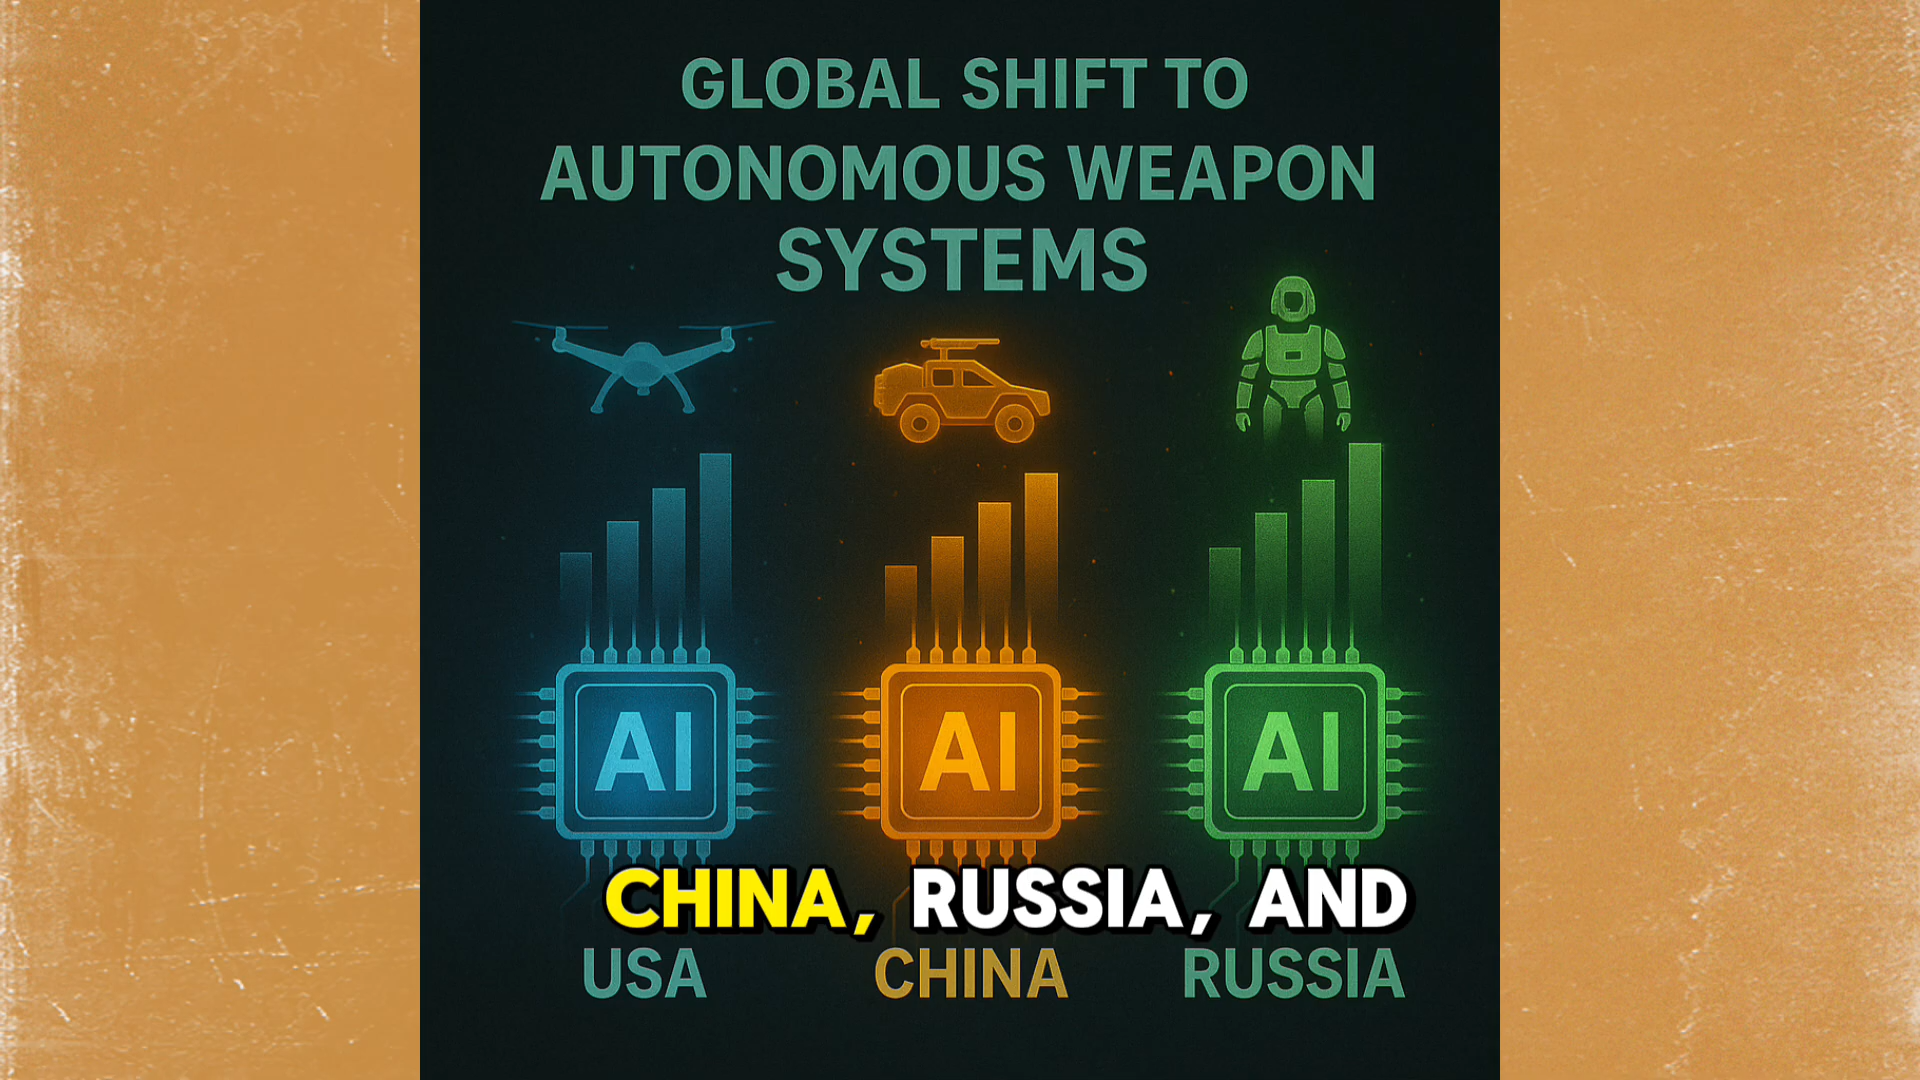 GLOBAL SHIFT TO
AUTONOMOUS WEAPON
SYSTEMS
AI AI AI
CHINA, RUSSIA, AND
USA CHINA RUSSIA